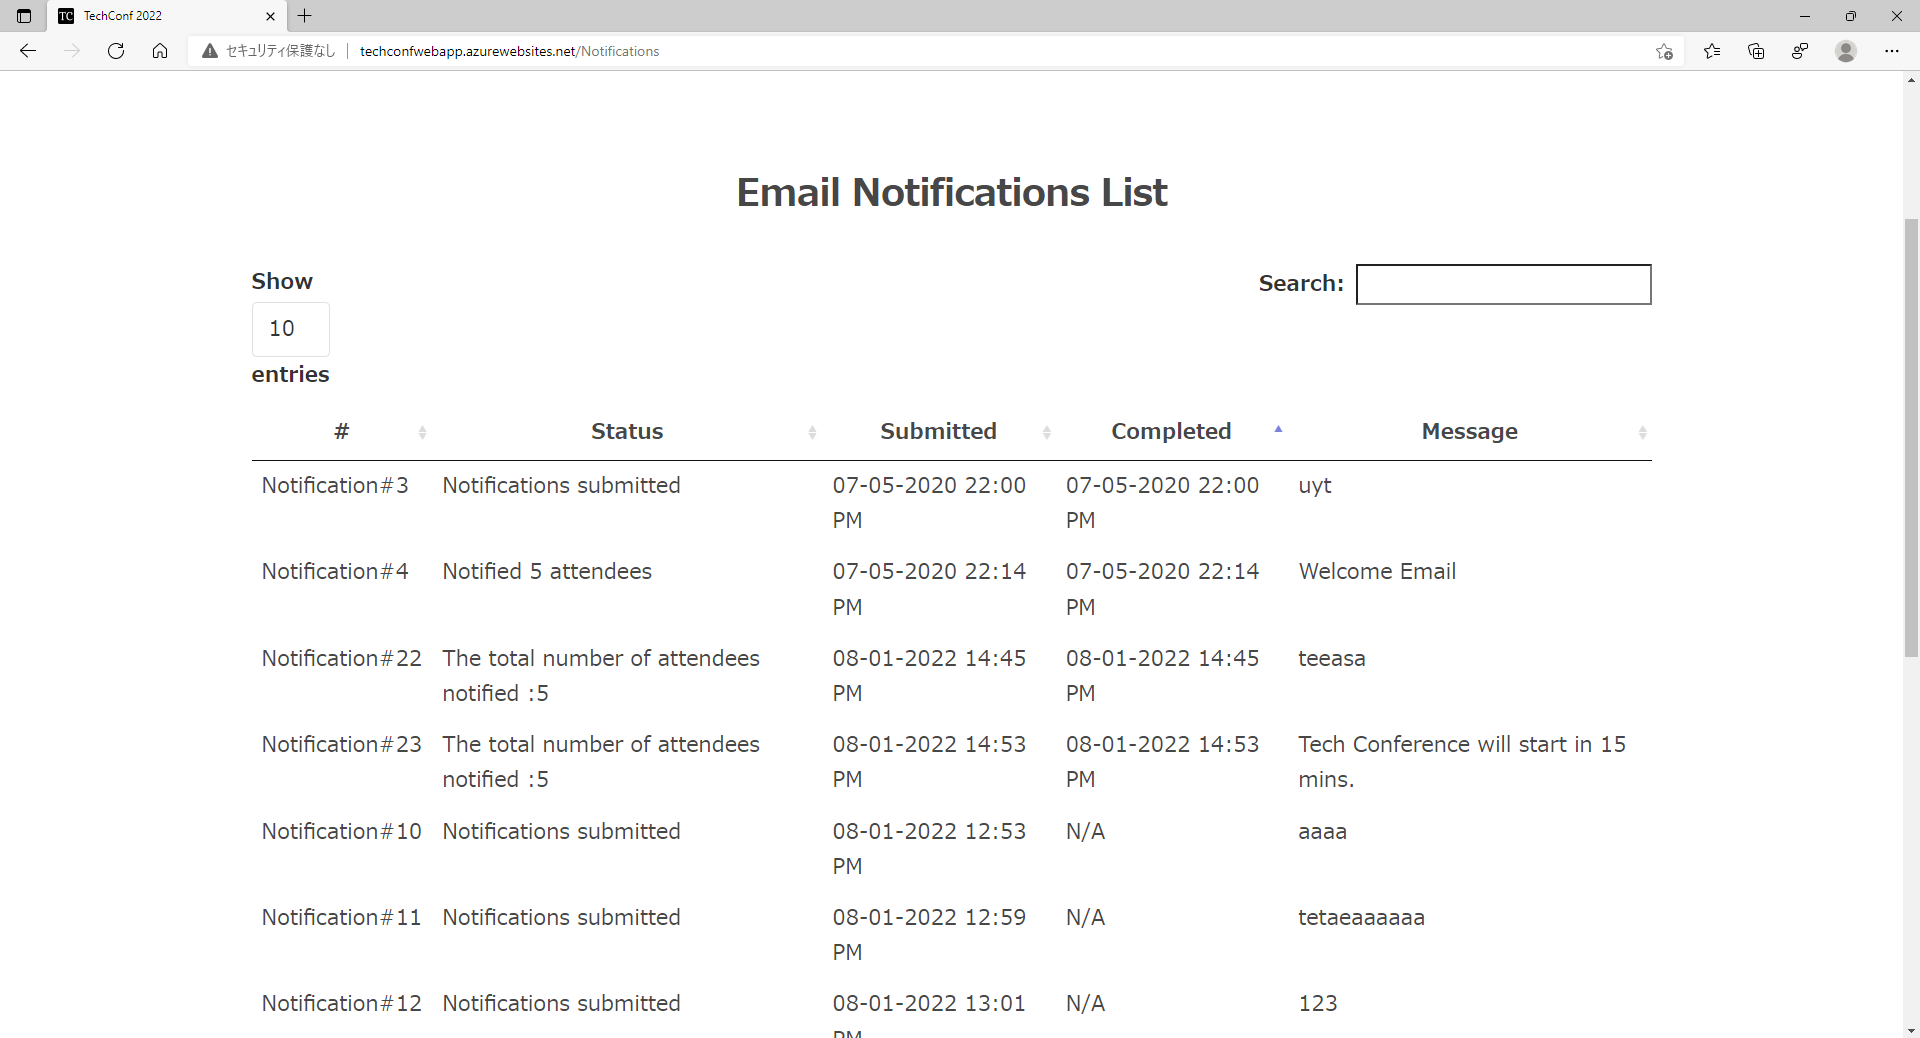 TechConf 2022
セキュリティ保護なし techconfwebapp.azurewebsites.net/Notifications
Email Notifications List
Show
10
entries
Search:
# Status Submitted Completed Message
Notification#3 Notifications submitted 07-05-2020 22:00 07-05-2020 22:00 uyt
PM PM
Notification#4 Notified 5 attendees 07-05-2020 22:14 07-05-2020 22:14 Welcome Email
PM PM
Notification#22 The total number of attendees 08-01-2022 14:45 08-01-2022 14:45 teeasa
notified :5 PM PM
Notification#23 The total number of attendees 08-01-2022 14:53 08-01-2022 14:53 Tech Conference will start in 15
notified :5 PM PM mins.
Notification#10 Notifications submitted 08-01-2022 12:53 N/A aaaa
PM
Notification#11 Notifications submitted 08-01-2022 12:59 N/A tetaeaaaaaa
PM
Notification#12 Notifications submitted 08-01-2022 13:01 N/A 123
PM